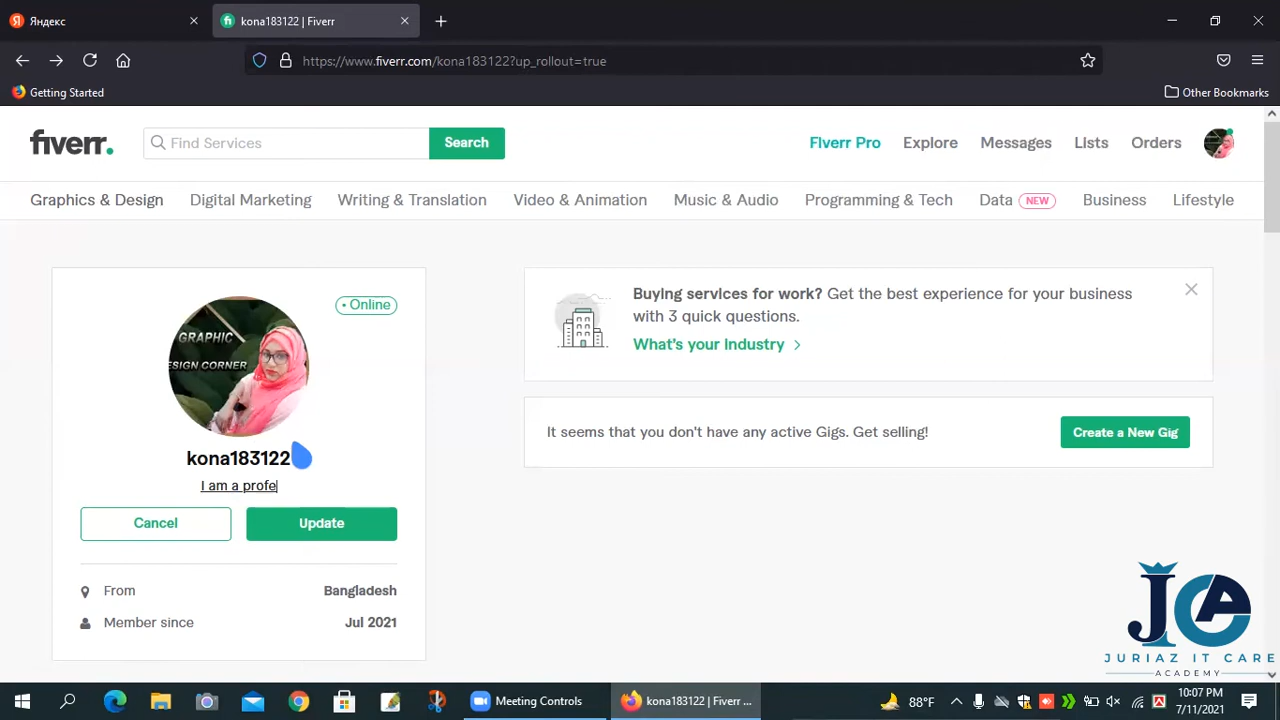 Яндекс
kona183122 | Fiverr
https://www.fiverr.com/kona183122?up_rollout=true
Getting Started
Other Bookmarks
fiverr.
Find Services
Search
Fiverr Pro
Explore
Messages
Lists
Orders
Graphics & Design
Digital Marketing
Writing & Translation
Video & Animation
Music & Audio
Programming & Tech
Data NEW
Business
Lifestyle
• Online
GRAPHIC
DESIGN CORNER
kona183122
I am a profe
Cancel
Update
From Bangladesh
Member since Jul 2021
Buying services for work? Get the best experience for your business
with 3 quick questions.
What's your Industry
It seems that you don't have any active Gigs. Get selling!
Create a New Gig
JURIAZ IT CARE
ACADEMY
Meeting Controls
kona183122 | Fiverr ...
88°F
10:07 PM
7/11/2021